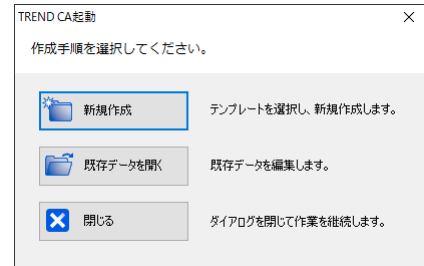 TREND CA起動
作成手順を選択してください。
新規作成 テンプレートを選択し、新規作成します。
既存データを開く 既存データを編集します。
閉じる ダイアログを閉じて作業を継続します。